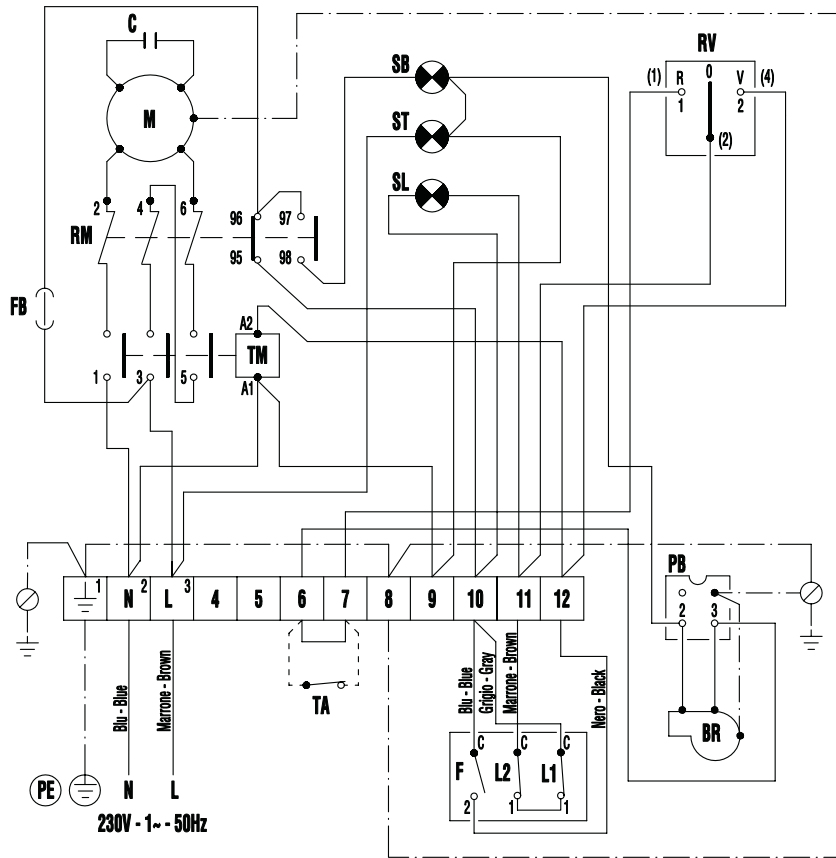 C
M
SB
ST
SL
RV
(1) R 0 V (4)
1 2
(2)
2 4 6
RM
96 97
95 98
FB
A2
TM
A1
1 3 5
1 N 2 L 3 4 5 6 7 8 9 10 11 12
PB
2 3
BR
TA
Blu - Blue
Marrone - Brown
Blu - Blue
Grigio - Gray
Marrone - Brown
Nero - Black
C C C
F L2 L1
2 1 1
PE N L
230V - 1~ - 50Hz